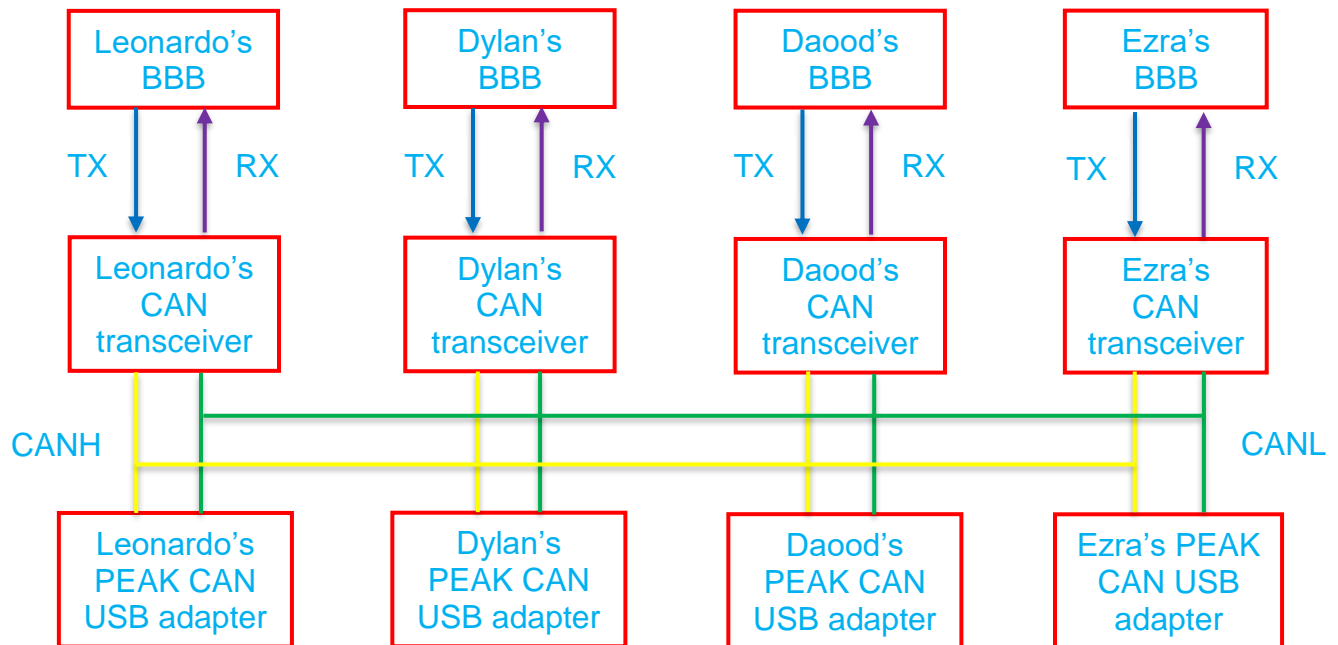 Leonardo’s
BBB
Dylan’s
BBB
Daood’s
BBB
Ezra’s
BBB
TX
RX
TX
RX
TX
RX
TX
RX
Leonardo’s
CAN
transceiver
Dylan’s
CAN
transceiver
Daood’s
CAN
transceiver
Ezra’s
CAN
transceiver
CANH
CANL
Leonardo’s
PEAK CAN
USB adapter
Dylan’s
PEAK CAN
USB adapter
Daood’s
PEAK CAN
USB adapter
Ezra’s PEAK
CAN USB
adapter